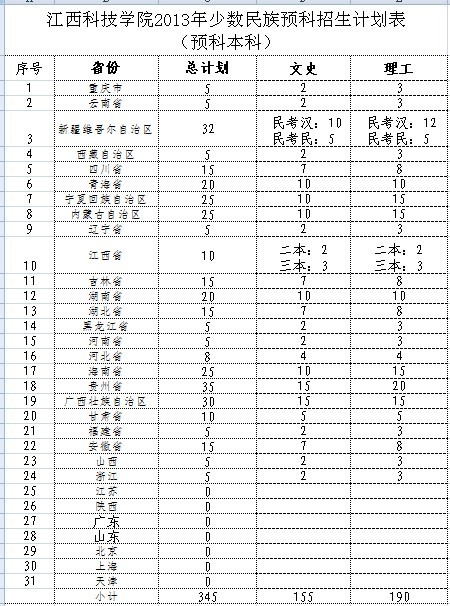 江西科技学院2013年少数民族预科招生计划表
（预科本科）
序号 省份 总计划 文史 理工
1 重庆市 5 2 3
2 云南省 5 2 3
3 新疆维吾尔自治区 32 民考汉：10 民考汉：12
民考民：5 民考民：5
4 西藏自治区 5 2 3
5 四川省 15 7 8
6 青海省 20 10 10
7 宁夏回族自治区 25 10 15
8 内蒙古自治区 25 10 15
9 辽宁省 5 2 3
10 江西省 10 二本：2 二本：2
三本：3 三本：3
11 吉林省 15 7 8
12 湖南省 20 10 10
13 湖北省 15 7 8
14 黑龙江省 5 2 3
15 河南省 5 2 3
16 河北省 8 4 4
17 海南省 25 10 15
18 贵州省 35 15 20
19 广西壮族自治区 30 15 15
20 甘肃省 10 5 5
21 福建省 5 2 3
22 安徽省 15 7 8
23 山西 5 2 3
24 浙江 5 2 3
25 江苏 0
26 陕西 0
27 广东 0
28 山东 0
29 北京 0
30 上海 0
31 天津 0
小计 345 155 190